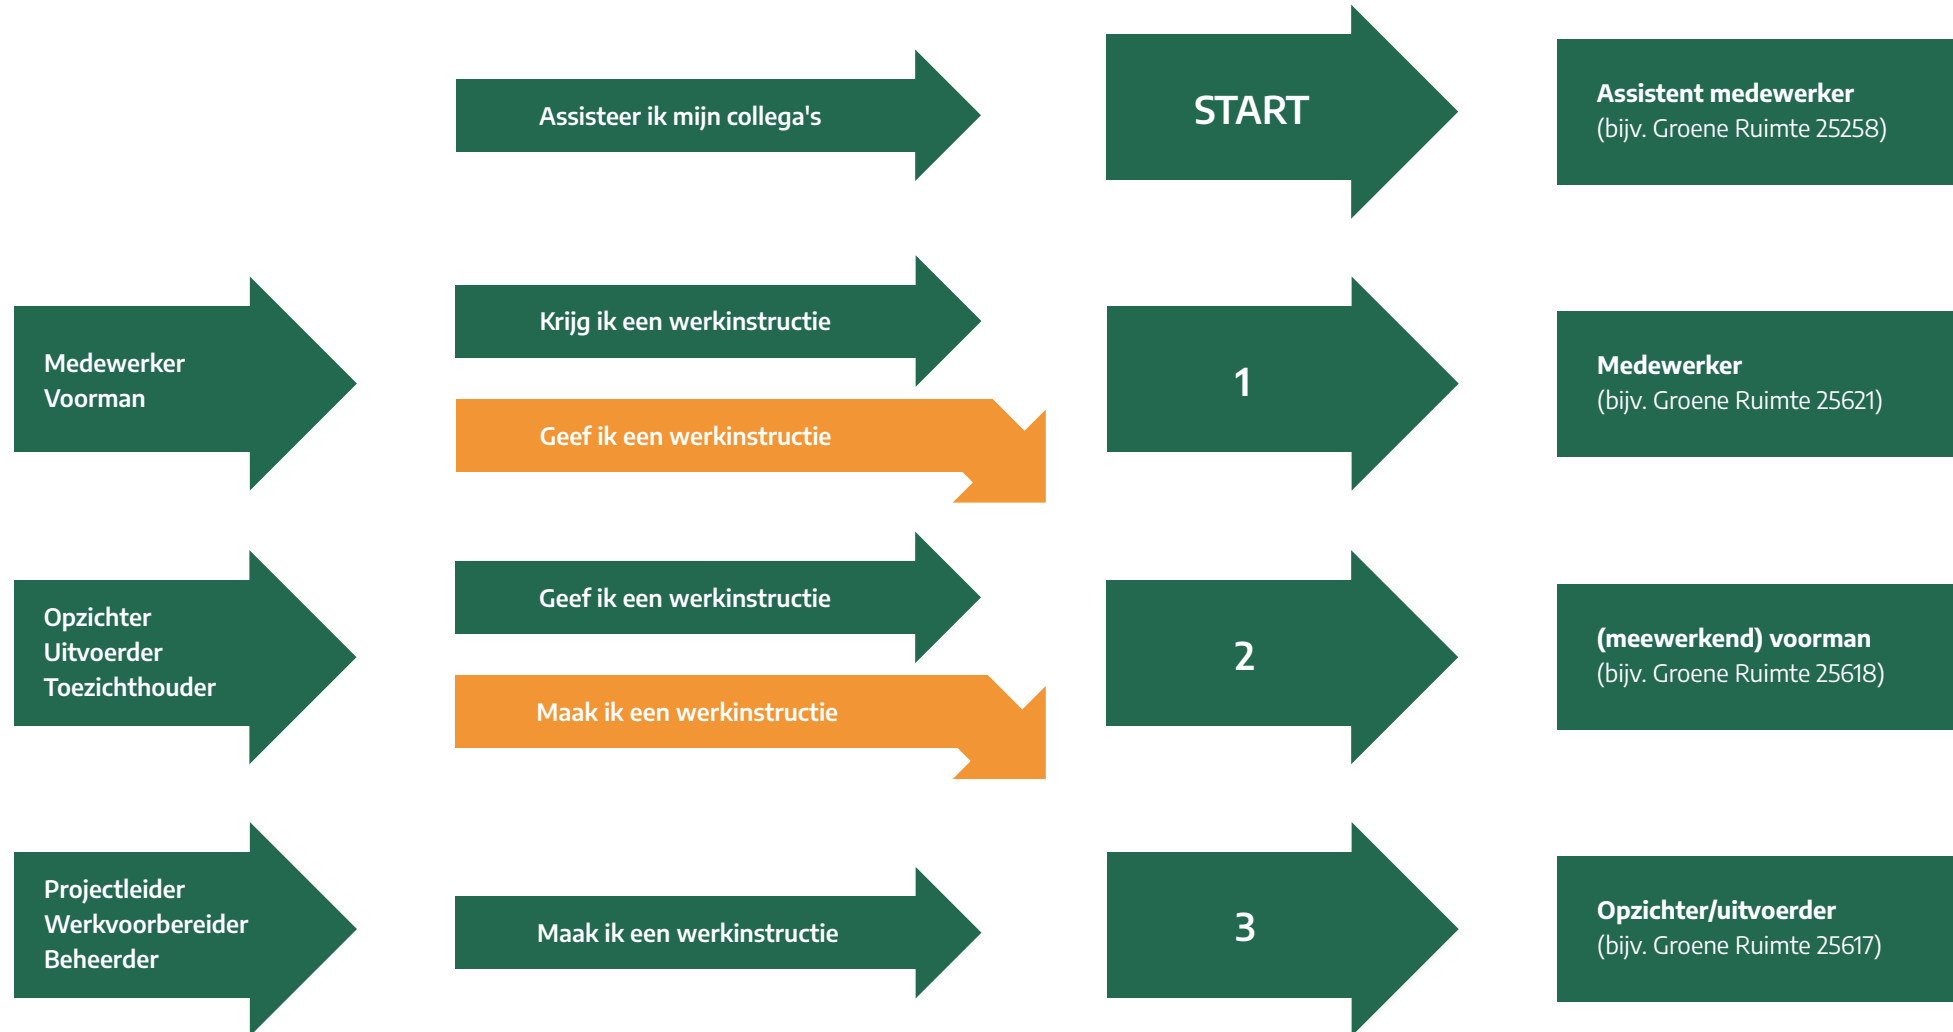 Assisteer ik mijn collega's
START
Assistent medewerker
(bijv. Groene Ruimte 25258)
Medewerker
Voorman
Krijg ik een werkinstructie
Geef ik een werkinstructie
1
Medewerker
(bijv. Groene Ruimte 25621)
Opzichter
Uitvoerder
Toezichthouder
Geef ik een werkinstructie
Maak ik een werkinstructie
2
(meewerkend) voorman
(bijv. Groene Ruimte 25618)
Projectleider
Werkvoorbereider
Beheerder
Maak ik een werkinstructie
3
Opzichter/uitvoerder
(bijv. Groene Ruimte 25617)